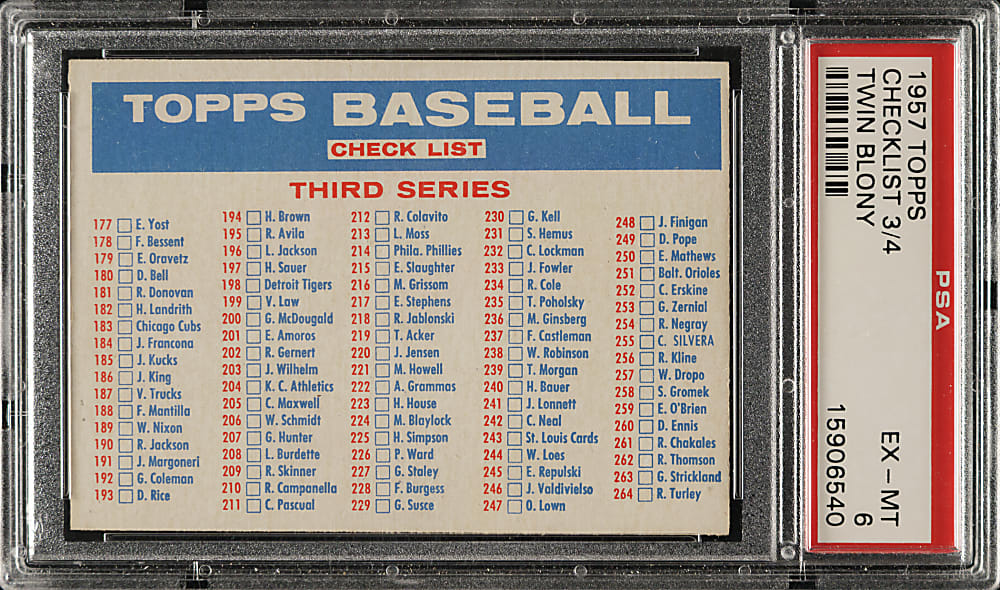 TOPPS BASEBALL
CHECK LIST
THIRD SERIES
177 E. Yost
178 F. Bessent
179 E. Oravetz
180 D. Bell
181 R. Donovan
182 H. Landrith
183 Chicago Cubs
184 J. Francona
185 J. Kucks
186 J. King
187 V. Trucks
188 F. Mantilla
189 W. Nixon
190 R. Jackson
191 J. Margoneri
192 G. Coleman
193 D. Rice
194 H. Brown
195 R. Avila
196 L. Jackson
197 H. Sauer
198 Detroit Tigers
199 V. Law
200 G. McDougald
201 E. Amoros
202 R. Gernert
203 J. Wilhelm
204 K. C. Athletics
205 C. Maxwell
206 W. Schmidt
207 G. Hunter
208 L. Burdette
209 R. Skinner
210 R. Campanella
211 C. Pascual
212 R. Colavito
213 L. Moss
214 Phila. Phillies
215 E. Slaughter
216 M. Grissom
217 E. Stephens
218 R. Jablonski
219 T. Acker
220 J. Jensen
221 M. Howell
222 A. Grammas
223 H. House
224 M. Blaylock
225 H. Simpson
226 P. Ward
227 G. Staley
228 F. Burgess
229 G. Susce
230 G. Kell
231 S. Hemus
232 C. Lockman
233 J. Fowler
234 R. Cole
235 T. Poholsky
236 M. Ginsberg
237 F. Castleman
238 W. Robinson
239 T. Morgan
240 H. Bauer
241 J. Lonnett
242 C. Neal
243 St. Louis Cards
244 W. Loes
245 E. Repulski
246 J. Valdivielso
247 O. Lown
248 J. Finigan
249 D. Pope
250 E. Mathews
251 Balt. Orioles
252 C. Erskine
253 G. Zernial
254 R. Negray
255 C. SILVERA
256 R. Kline
257 W. Dropo
258 S. Gromek
259 E. O'Brien
260 D. Ennis
261 R. Chakales
262 R. Thomson
263 G. Strickland
264 R. Turley
PSA
1957 TOPPS
CHECKLIST 3/4 EX - MT
TWIN BLONY 6
15906540